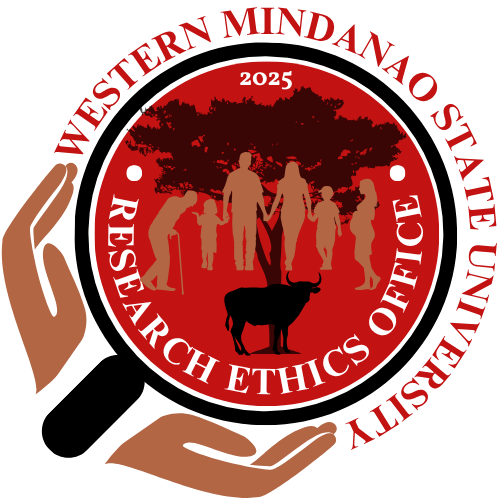 WESTERN MINDANAO STATE UNIVERSITY
2025
RESEARCH ETHICS OFFICE